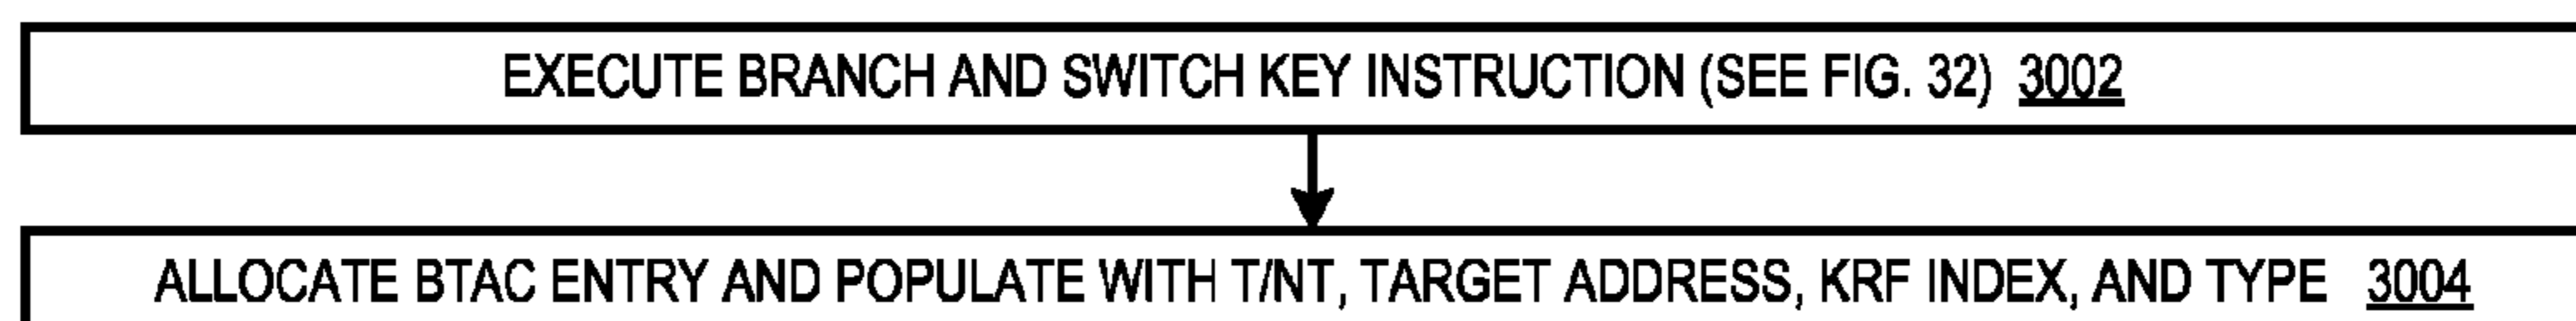 EXECUTE BRANCH AND SWITCH KEY INSTRUCTION (SEE FIG. 32) 3002
ALLOCATE BTAC ENTRY AND POPULATE WITH T/NT, TARGET ADDRESS, KRF INDEX, AND TYPE 3004